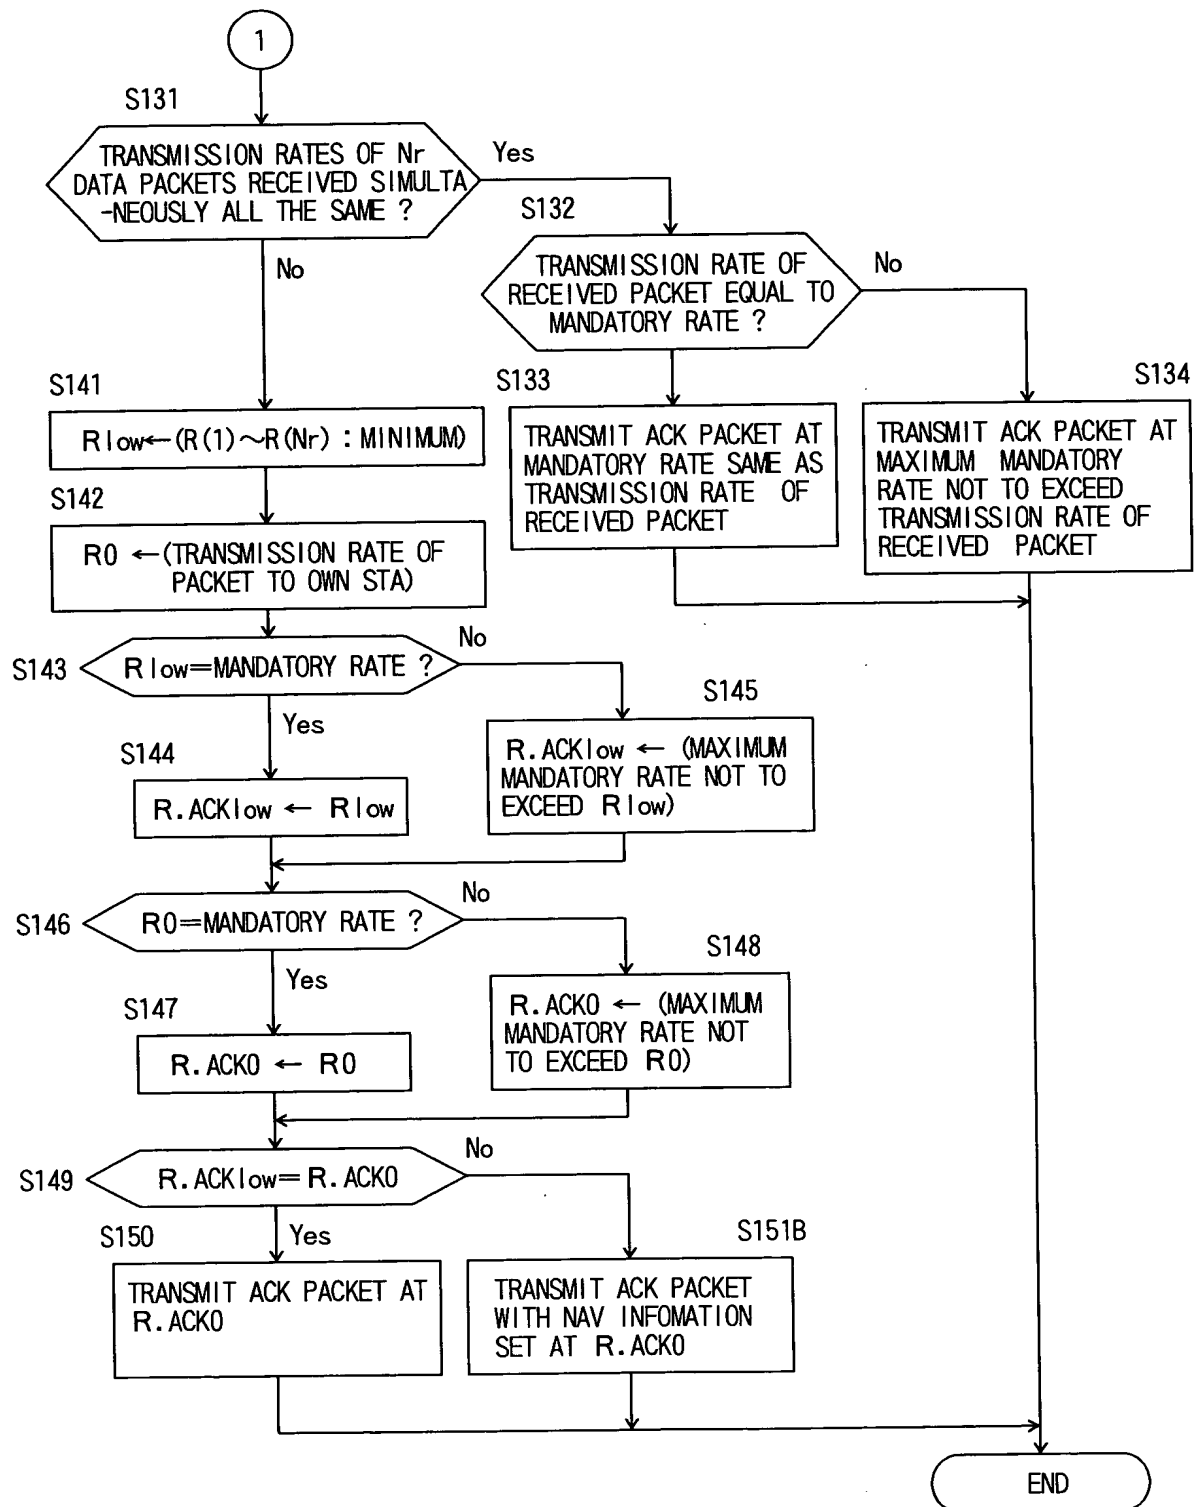 1
S131
TRANSMISSION RATES OF Nr
DATA PACKETS RECEIVED SIMULTA
-NEOUSLY ALL THE SAME ?
Yes
No
S132
TRANSMISSION RATE OF
RECEIVED PACKET EQUAL TO
MANDATORY RATE ?
No
S133
TRANSMIT ACK PACKET AT
MANDATORY RATE SAME AS
TRANSMISSION RATE OF
RECEIVED PACKET
S134
TRANSMIT ACK PACKET AT
MAXIMUM MANDATORY
RATE NOT TO EXCEED
TRANSMISSION RATE OF
RECEIVED PACKET
S141
Rlow←(R(1)～R(Nr) : MINIMUM)
S142
R0 ←(TRANSMISSION RATE OF
PACKET TO OWN STA)
S143
Rlow=MANDATORY RATE ?
No
Yes
S144
R.ACKlow ← Rlow
S145
R.ACKlow ← (MAXIMUM
MANDATORY RATE NOT TO
EXCEED Rlow)
S146
R0=MANDATORY RATE ?
No
Yes
S147
R.ACK0 ← R0
S148
R.ACK0 ← (MAXIMUM
MANDATORY RATE NOT
TO EXCEED R0)
S149
R.ACKlow= R.ACK0
No
Yes
S150
TRANSMIT ACK PACKET AT
R.ACK0
S151B
TRANSMIT ACK PACKET
WITH NAV INFOMATION
SET AT R.ACK0
END